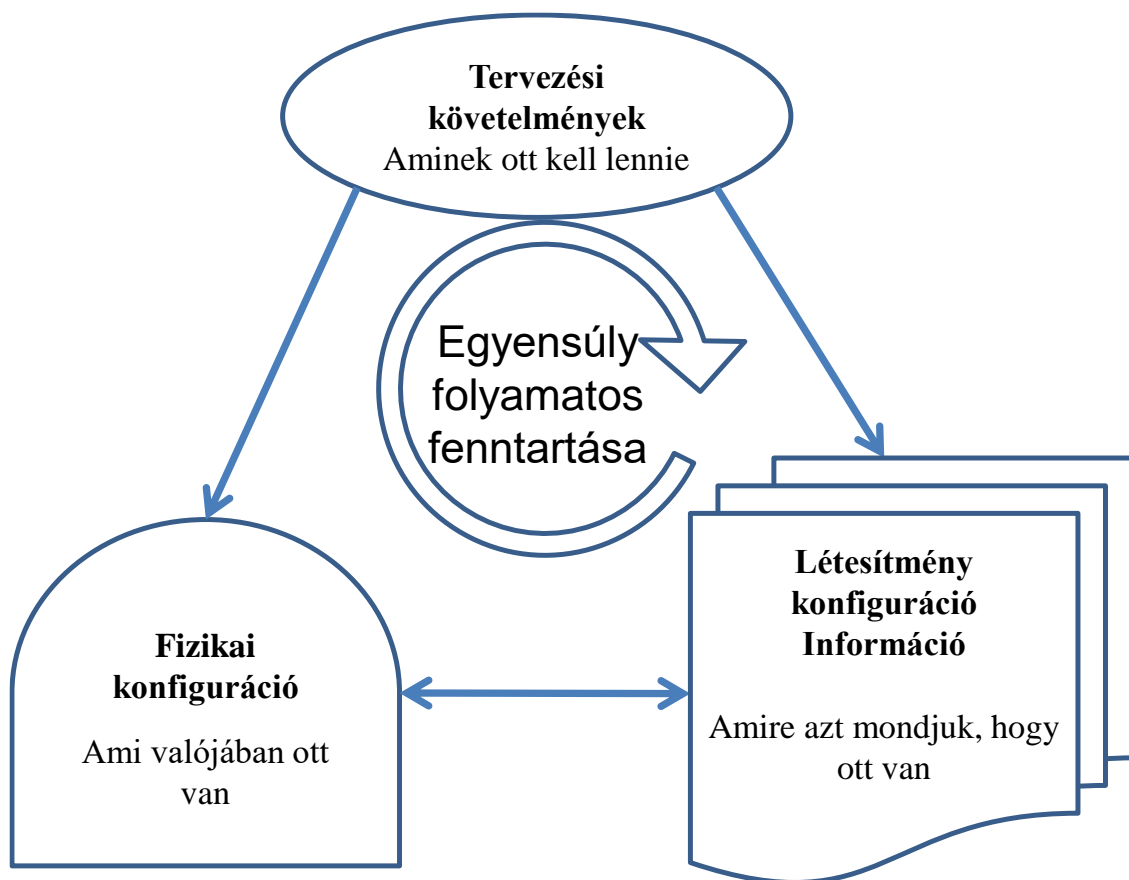 Tervezési
követelmények
Aminek ott kell lennie
Egyensúly
folyamatos
fenntartása
Fizikai
konfiguráció
Ami valójában ott
van
Létesítmény
konfiguráció
Információ
Amire azt mondjuk, hogy
ott van